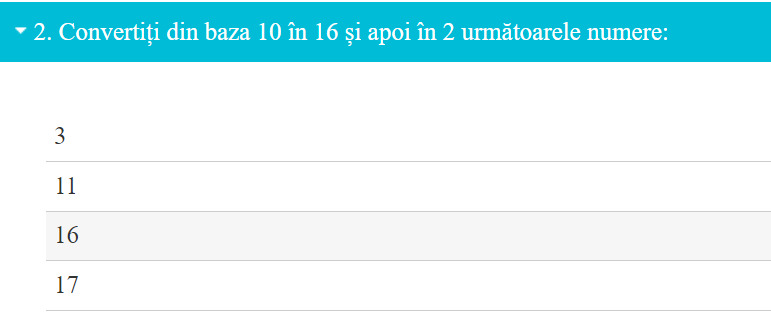 2. Convertiți din baza 10 în 16 și apoi în 2 următoarele numere:
3
11
16
17